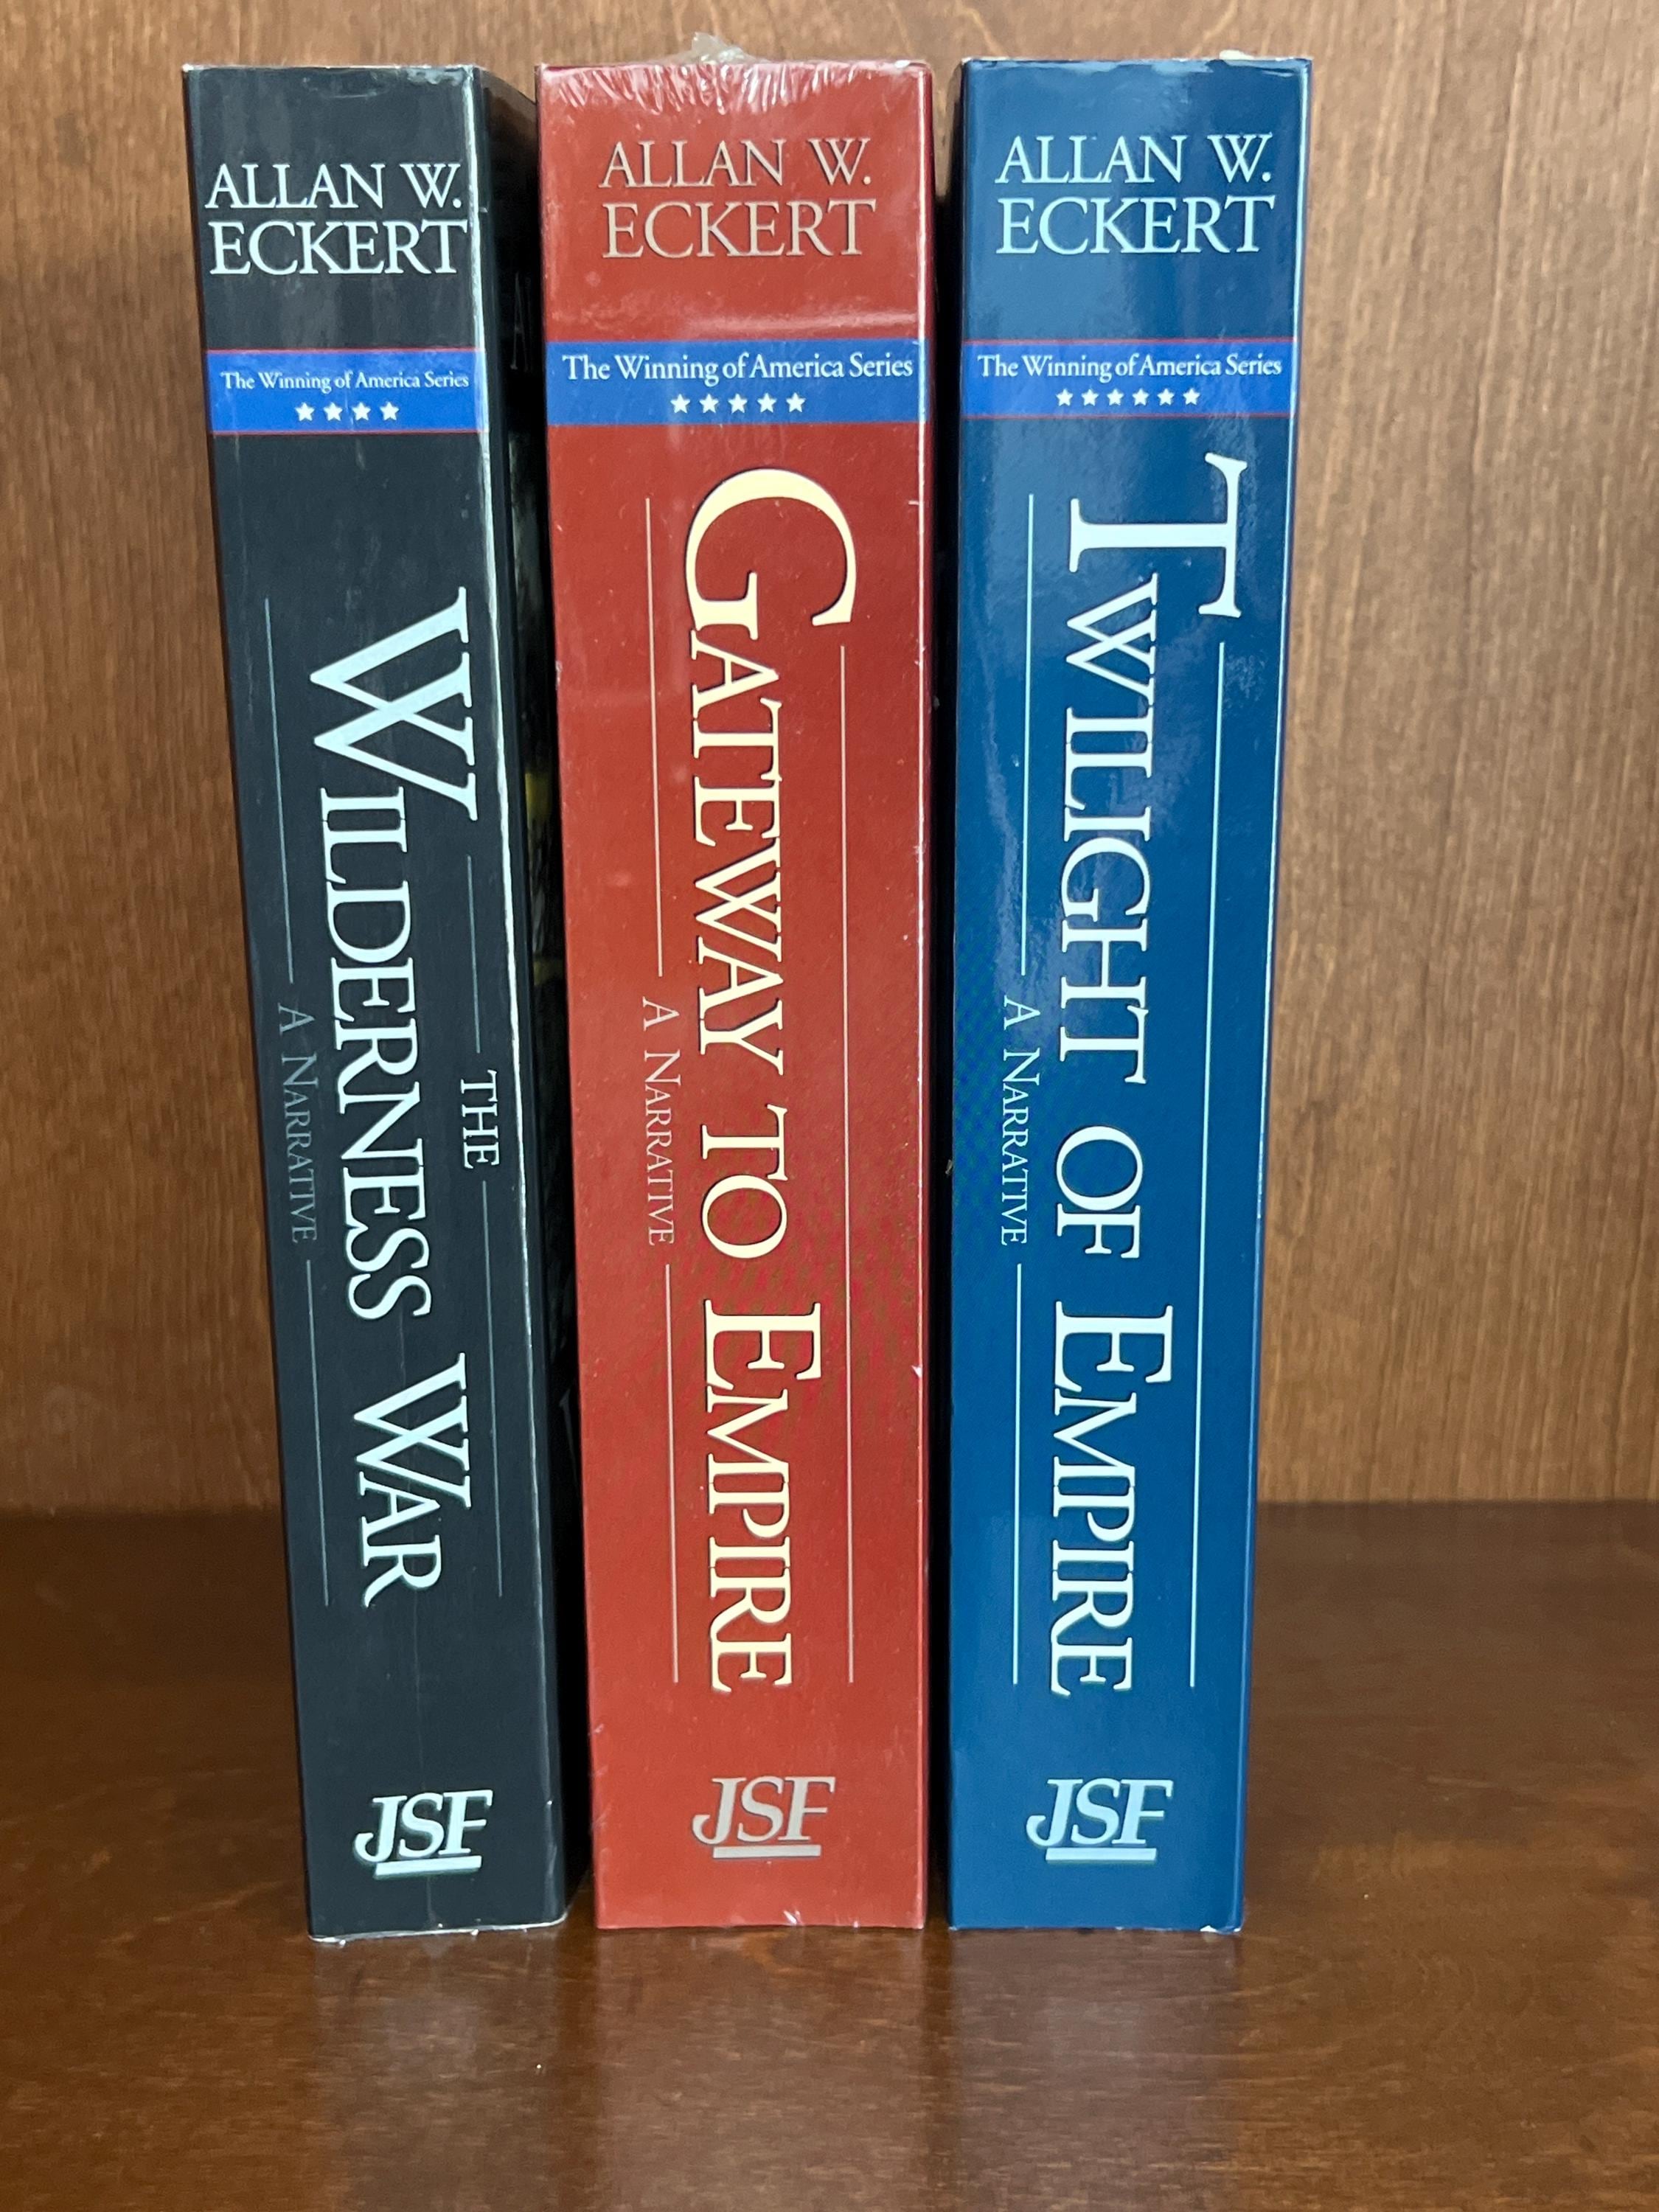 ALLAN W.
ECKERT
The Winning of America Series
★★★★
THE
WILDERNESS WAR
A NARRATIVE
JSF
ALLAN W.
ECKERT
The Winning of America Series
★★★★★
GATEWAY TO EMPIRE
A NARRATIVE
JSF
ALLAN W.
ECKERT
The Winning of America Series
★★★★★★
TWILIGHT OF EMPIRE
A NARRATIVE
JSF